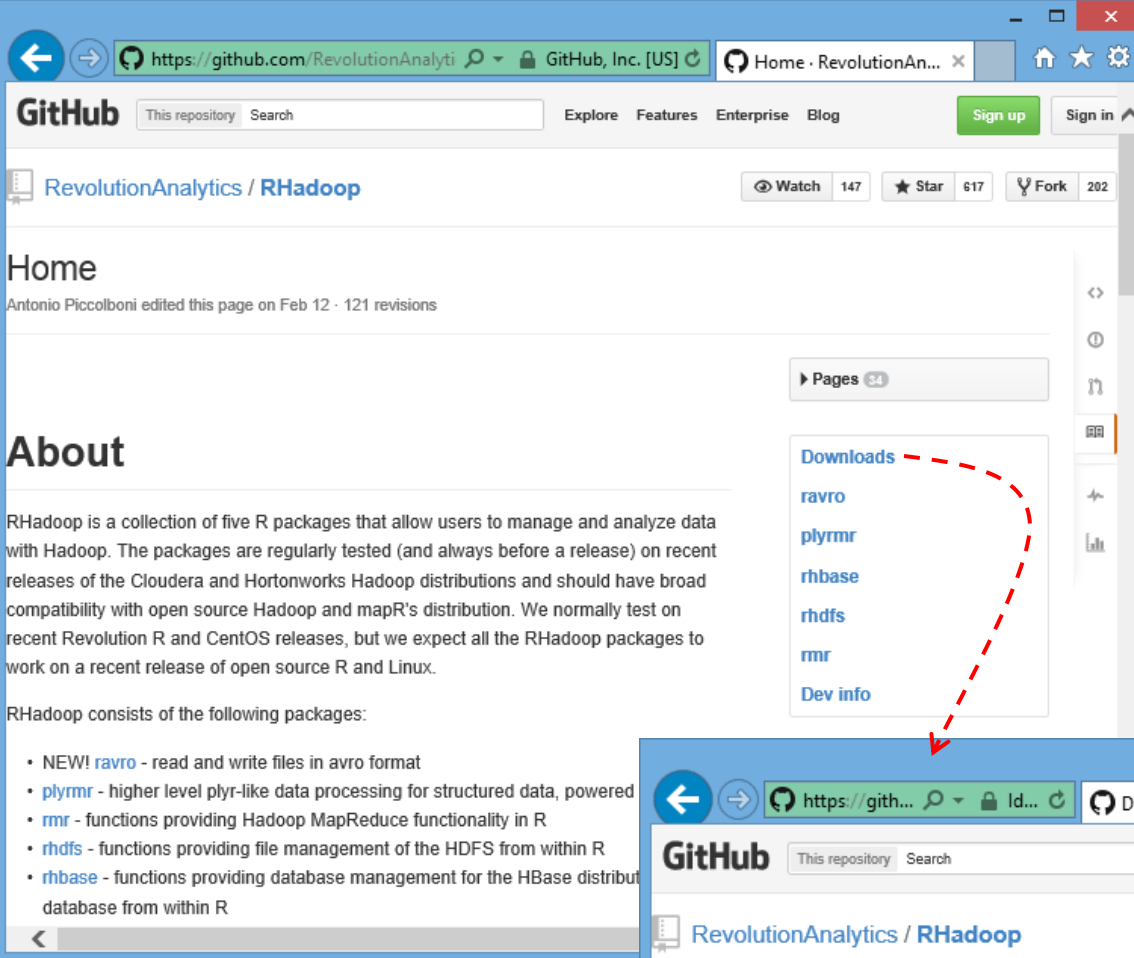 https://github.com/RevolutionAnalyti GitHub, Inc. [US] Home · RevolutionAn...
GitHub This repository Search Explore Features Enterprise Blog Sign up Sign in
RevolutionAnalytics / RHadoop Watch 147 Star 617 Fork 202
Home
Antonio Piccolboni edited this page on Feb 12 · 121 revisions
Pages 34
About
RHadoop is a collection of five R packages that allow users to manage and analyze data
with Hadoop. The packages are regularly tested (and always before a release) on recent
releases of the Cloudera and Hortonworks Hadoop distributions and should have broad
compatibility with open source Hadoop and mapR's distribution. We normally test on
recent Revolution R and CentOS releases, but we expect all the RHadoop packages to
work on a recent release of open source R and Linux.
RHadoop consists of the following packages:
• NEW! ravro - read and write files in avro format
• plyrmr - higher level plyr-like data processing for structured data, powered
• rmr - functions providing Hadoop MapReduce functionality in R
• rhdfs - functions providing file management of the HDFS from within R
• rhbase - functions providing database management for the HBase distribut
database from within R
Downloads
ravro
plyrmr
rhbase
rhdfs
rmr
Dev info
https://gith... Id... D
GitHub This repository Search
RevolutionAnalytics / RHadoop